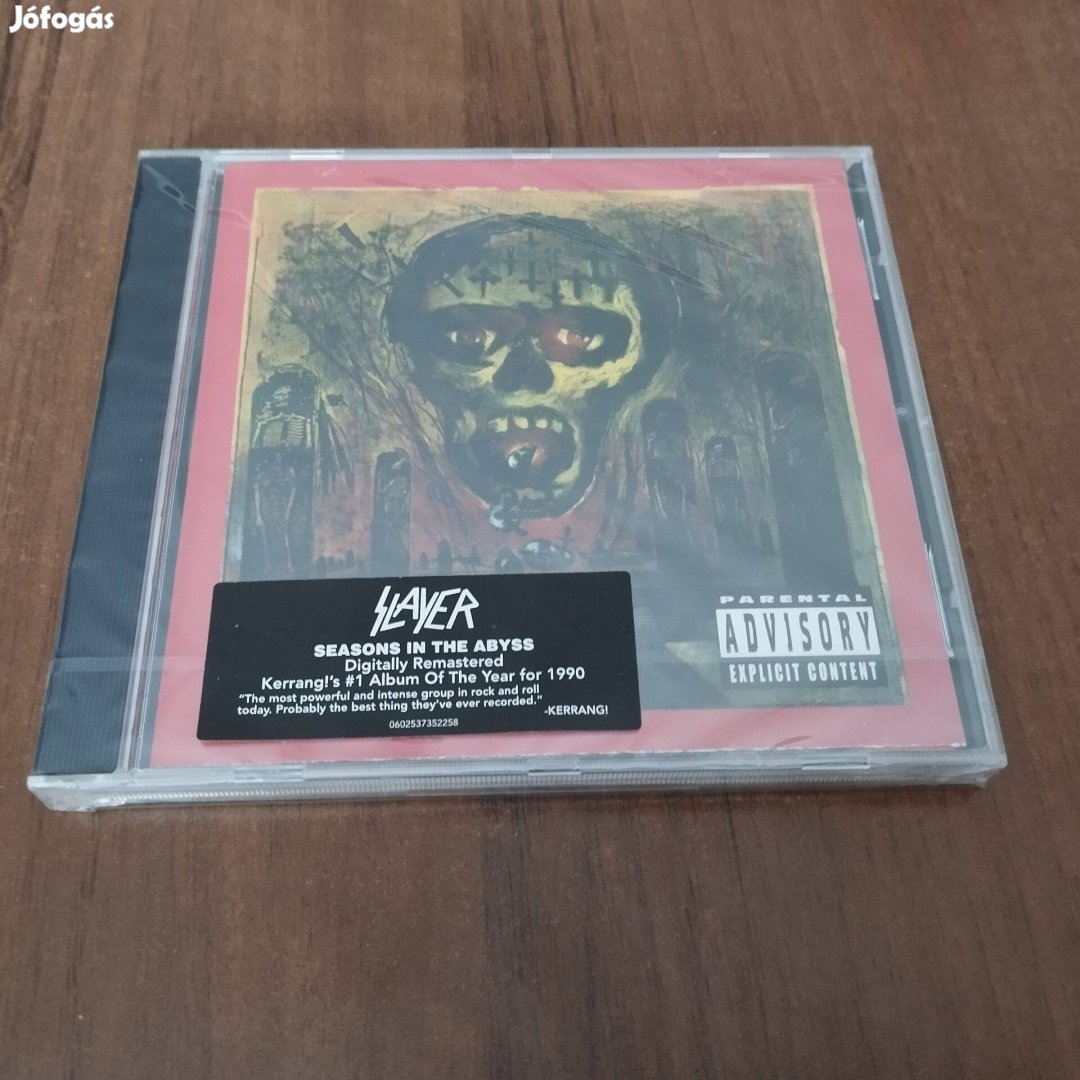 Jófogás
SLAYER
SEASONS IN THE ABYSS
Digitally Remastered
Kerrang!'s #1 Album Of The Year for 1990
"The most powerful and intense group in rock and roll
today. Probably the best thing they've ever recorded." -KERRANG!
0602537352258
PARENTAL
ADVISORY
EXPLICIT CONTENT